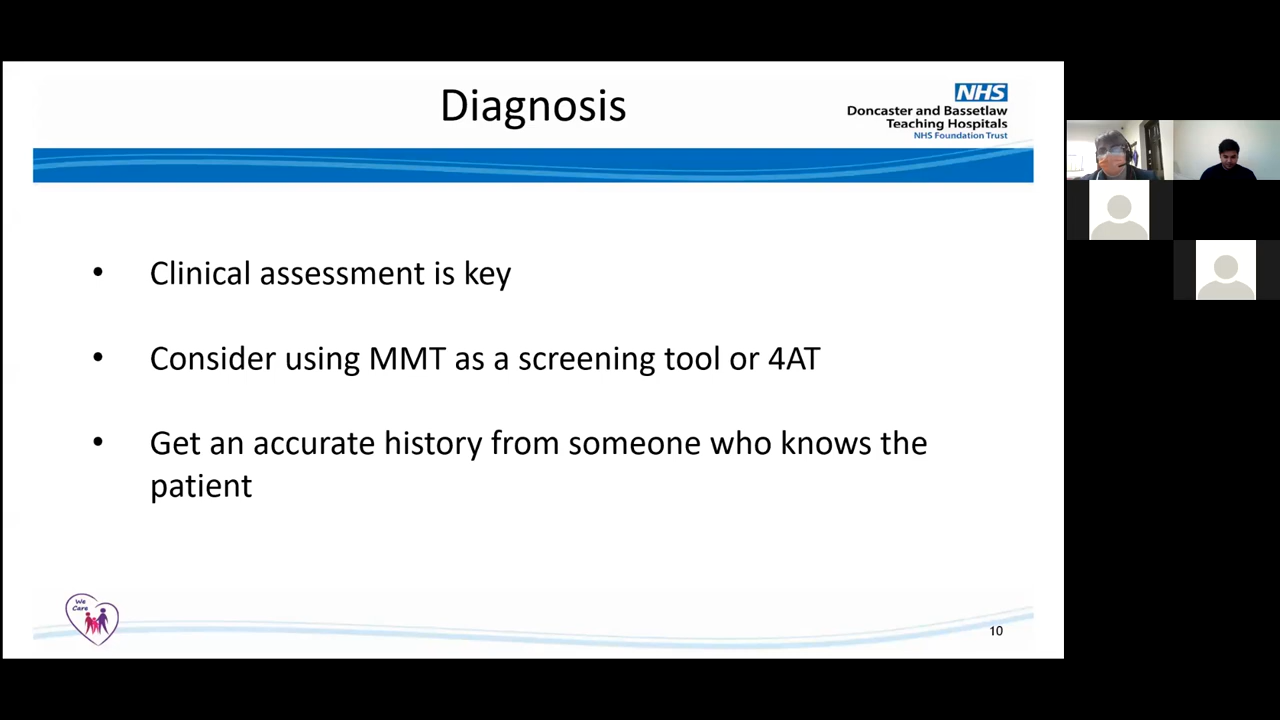 Diagnosis
NHS
Doncaster and Bassetlaw
Teaching Hospitals
NHS Foundation Trust
• Clinical assessment is key
• Consider using MMT as a screening tool or 4AT
• Get an accurate history from someone who knows the
patient
We
Care
10